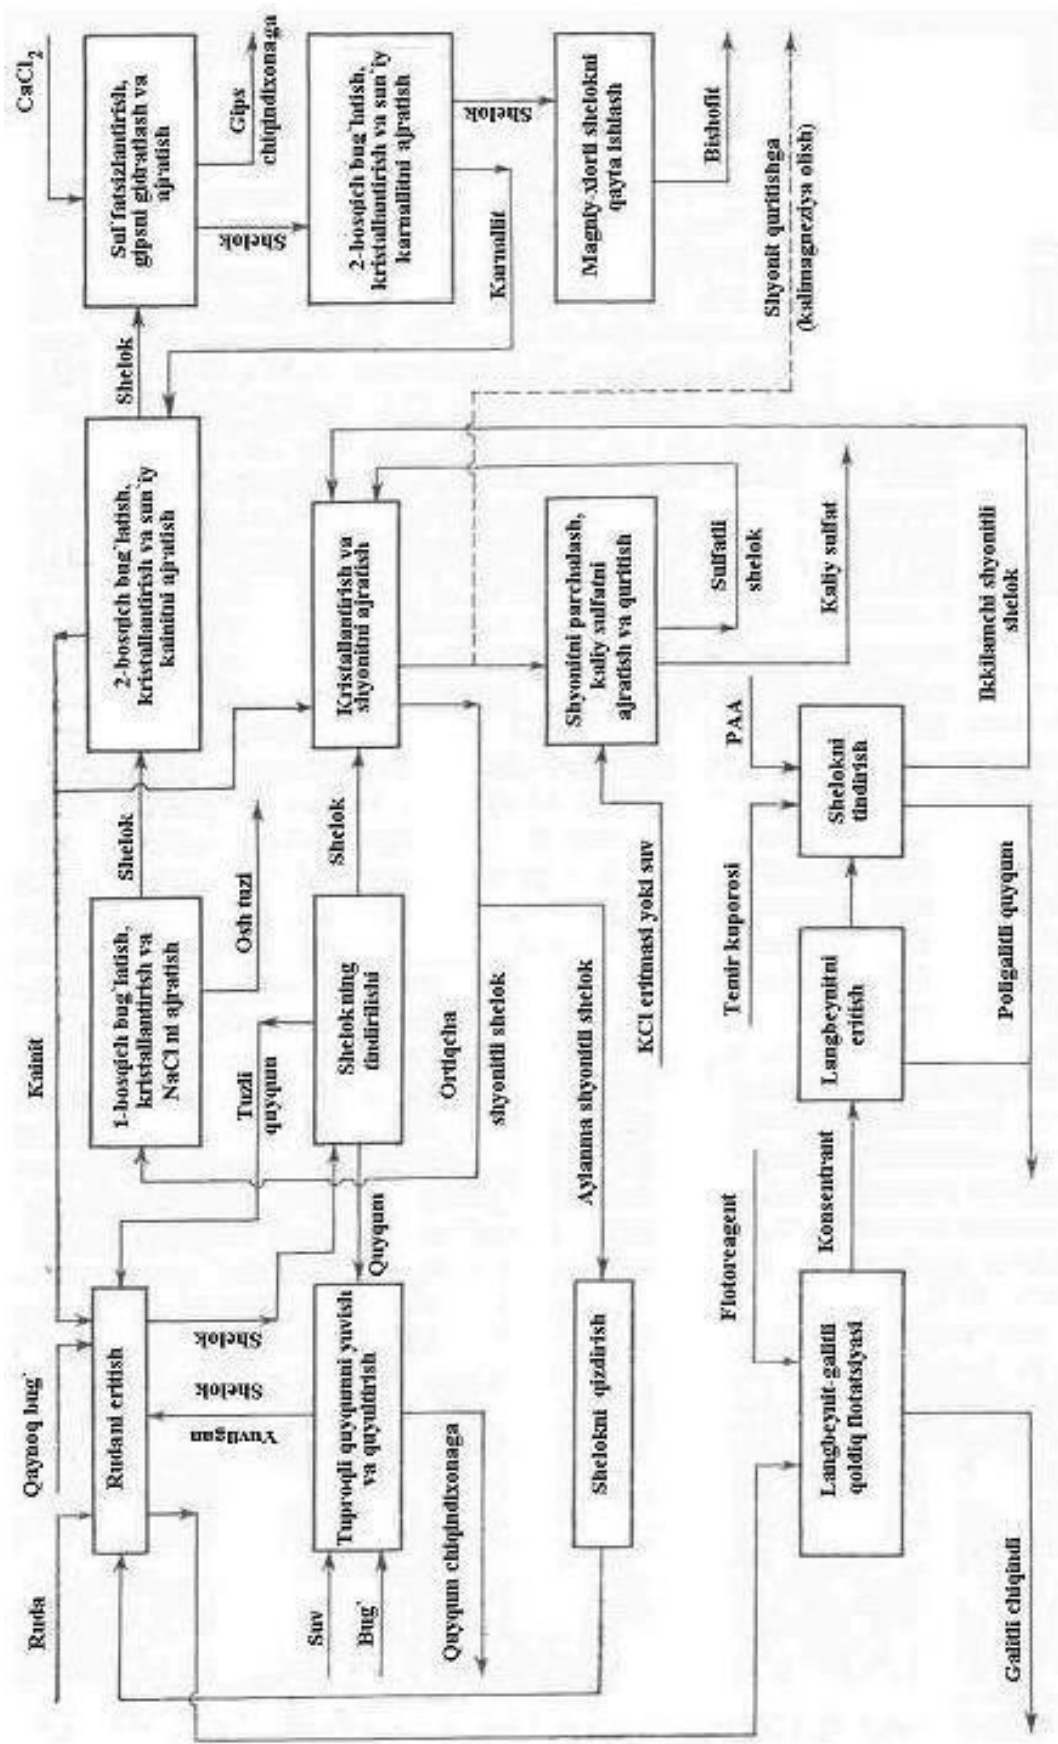 Ruda
Qaynoq bug`
Kainit
Rudani eritish
1-bosqich bug`latish,
kristallantirish va
NaCl ni ajratish
Shelok
2-bosqich bug`latish,
kristallantirish va sun`iy
kainitni ajratish
Shelok
CaCl2
Sul`fatsizlantirish,
gipsni gidratlash va
ajratish
Gips
chiqindixonaga
Shelok
2-bosqich bug`latish,
kristallantirish va sun`iy
karnallitni ajratish
Shelok
Karnallit
Magniy-xlorli shelokni
qayta ishlash
Bishofit
Shyonit quritishga
(kalimagneziya olish)
Osh tuzi
Tuzli
quyqum
Shelok
Yuvilgan
Shelok
Suv
Bug`
Tuproqli quyqumni yuvish
va quyultirish
Quyqum
Quyqum chiqindixonaga
Shelokning
tindirilishi
Shelok
Kristallantirish va
shyonitni ajratish
Ortiqcha
shyonitli shelok
Aylanma shyonitli shelok
Shelokni qizdirish
KCl eritmasi yoki suv
Shyonitni parchalash,
kaliy sulfatni
ajratish va quritish
Sulfatli
shelok
Kaliy sulfat
Flotoreagent
Langbeynit-galitli
qoldiq flotatsiyasi
Galitli chiqindi
Konsentrant
Langbeynitni
eritish
Temir kuporosi
PAA
Shelokni
tindirish
Poligalitli quyqum
Ikkilamchi shyonitli
shelok